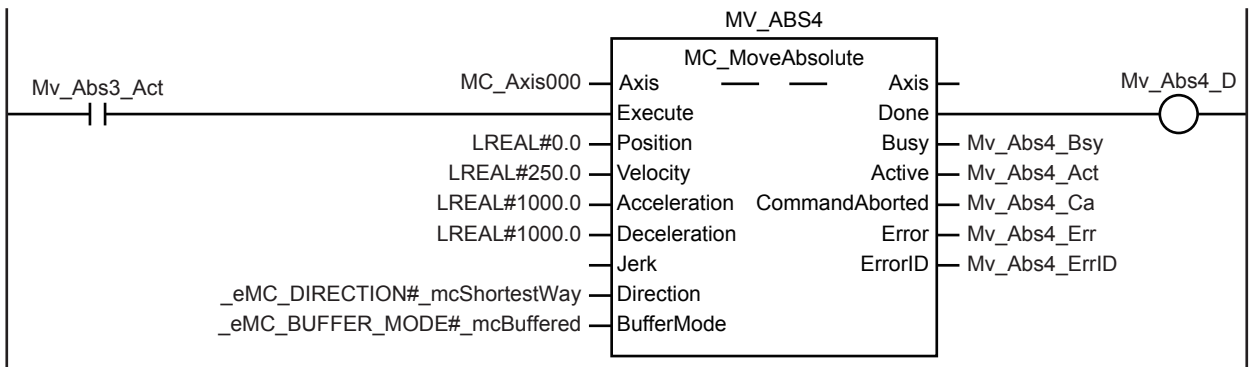 MV_ABS4
MC_MoveAbsolute
Mv_Abs3_Act
MC_Axis000 Axis Axis Mv_Abs4_D
Execute Done
LREAL#0.0 Position Busy Mv_Abs4_Bsy
LREAL#250.0 Velocity Active Mv_Abs4_Act
LREAL#1000.0 Acceleration CommandAborted Mv_Abs4_Ca
LREAL#1000.0 Deceleration Error Mv_Abs4_Err
Jerk ErrorID Mv_Abs4_ErrID
_eMC_DIRECTION#_mcShortestWay Direction
_eMC_BUFFER_MODE#_mcBuffered BufferMode